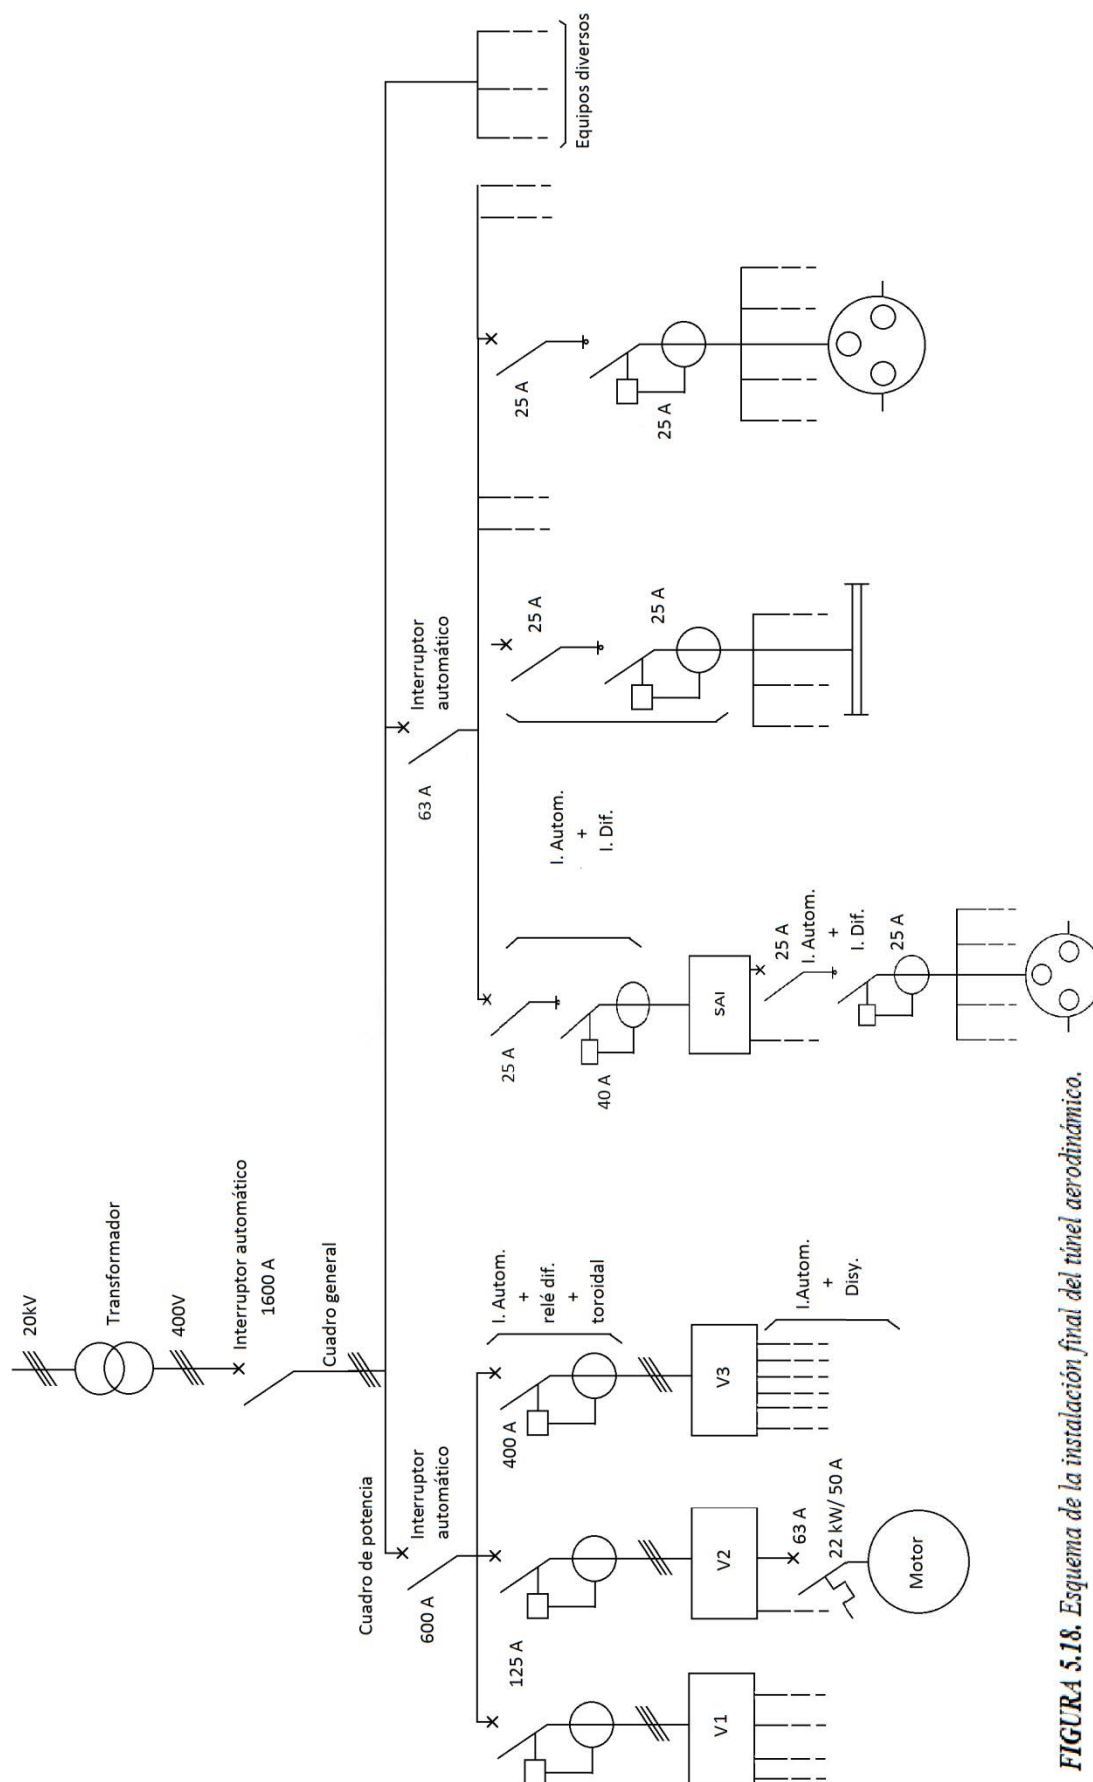 20kV
Transformador
400V
Interruptor automático
1600 A
Cuadro general
Cuadro de potencia
Interruptor
automático
600 A
125 A
400 A
I. Autom.
+
relé dif.
+
toroidal
V1
V2
V3
63 A
22 kW/ 50 A
Motor
I.Autom.
+
Disy.
Interruptor
automático
63 A
25 A
40 A
SAI
I. Autom.
+
I. Dif.
25 A
I. Autom.
+
I. Dif.
25 A
25 A
25 A
25 A
25 A
Equipos diversos
FIGURA 5.18. Esquema de la instalación final del túnel aerodinámico.